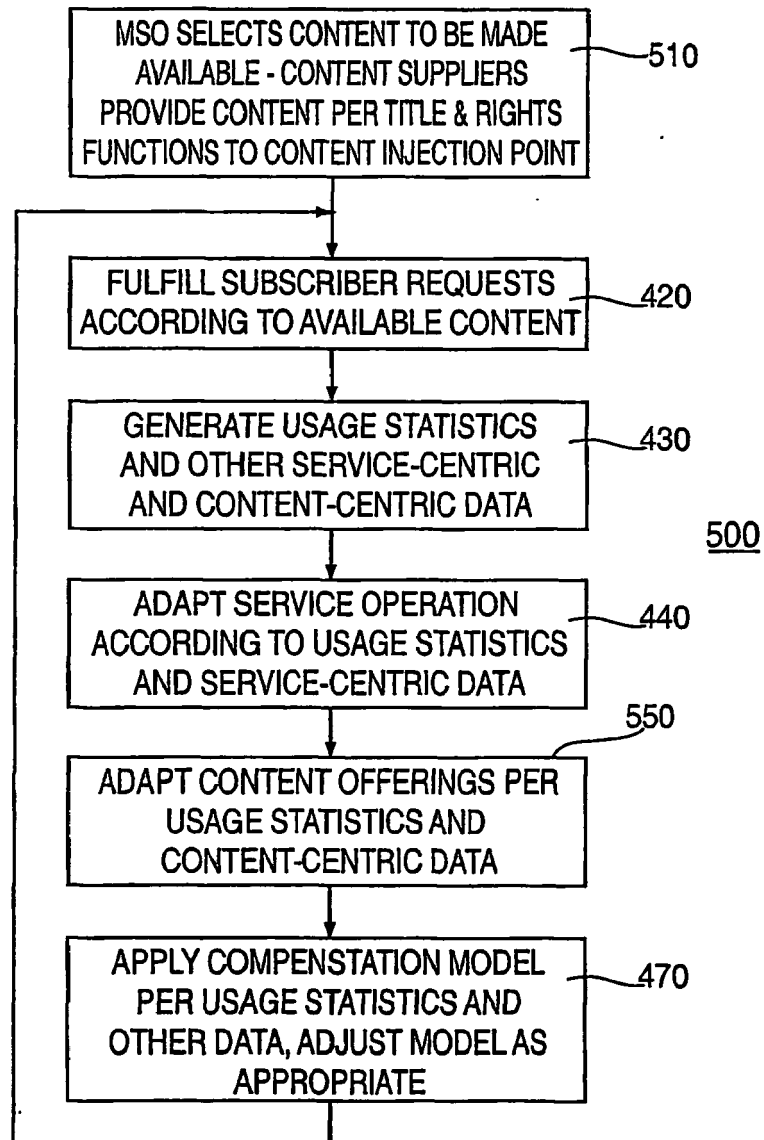 MSO SELECTS CONTENT TO BE MADE
AVAILABLE - CONTENT SUPPLIERS
PROVIDE CONTENT PER TITLE & RIGHTS
FUNCTIONS TO CONTENT INJECTION POINT
510
FULFILL SUBSCRIBER REQUESTS
ACCORDING TO AVAILABLE CONTENT
420
GENERATE USAGE STATISTICS
AND OTHER SERVICE-CENTRIC
AND CONTENT-CENTRIC DATA
430
500
ADAPT SERVICE OPERATION
ACCORDING TO USAGE STATISTICS
AND SERVICE-CENTRIC DATA
440
550
ADAPT CONTENT OFFERINGS PER
USAGE STATISTICS AND
CONTENT-CENTRIC DATA
APPLY COMPENSTATION MODEL
PER USAGE STATISTICS AND
OTHER DATA, ADJUST MODEL AS
APPROPRIATE
470